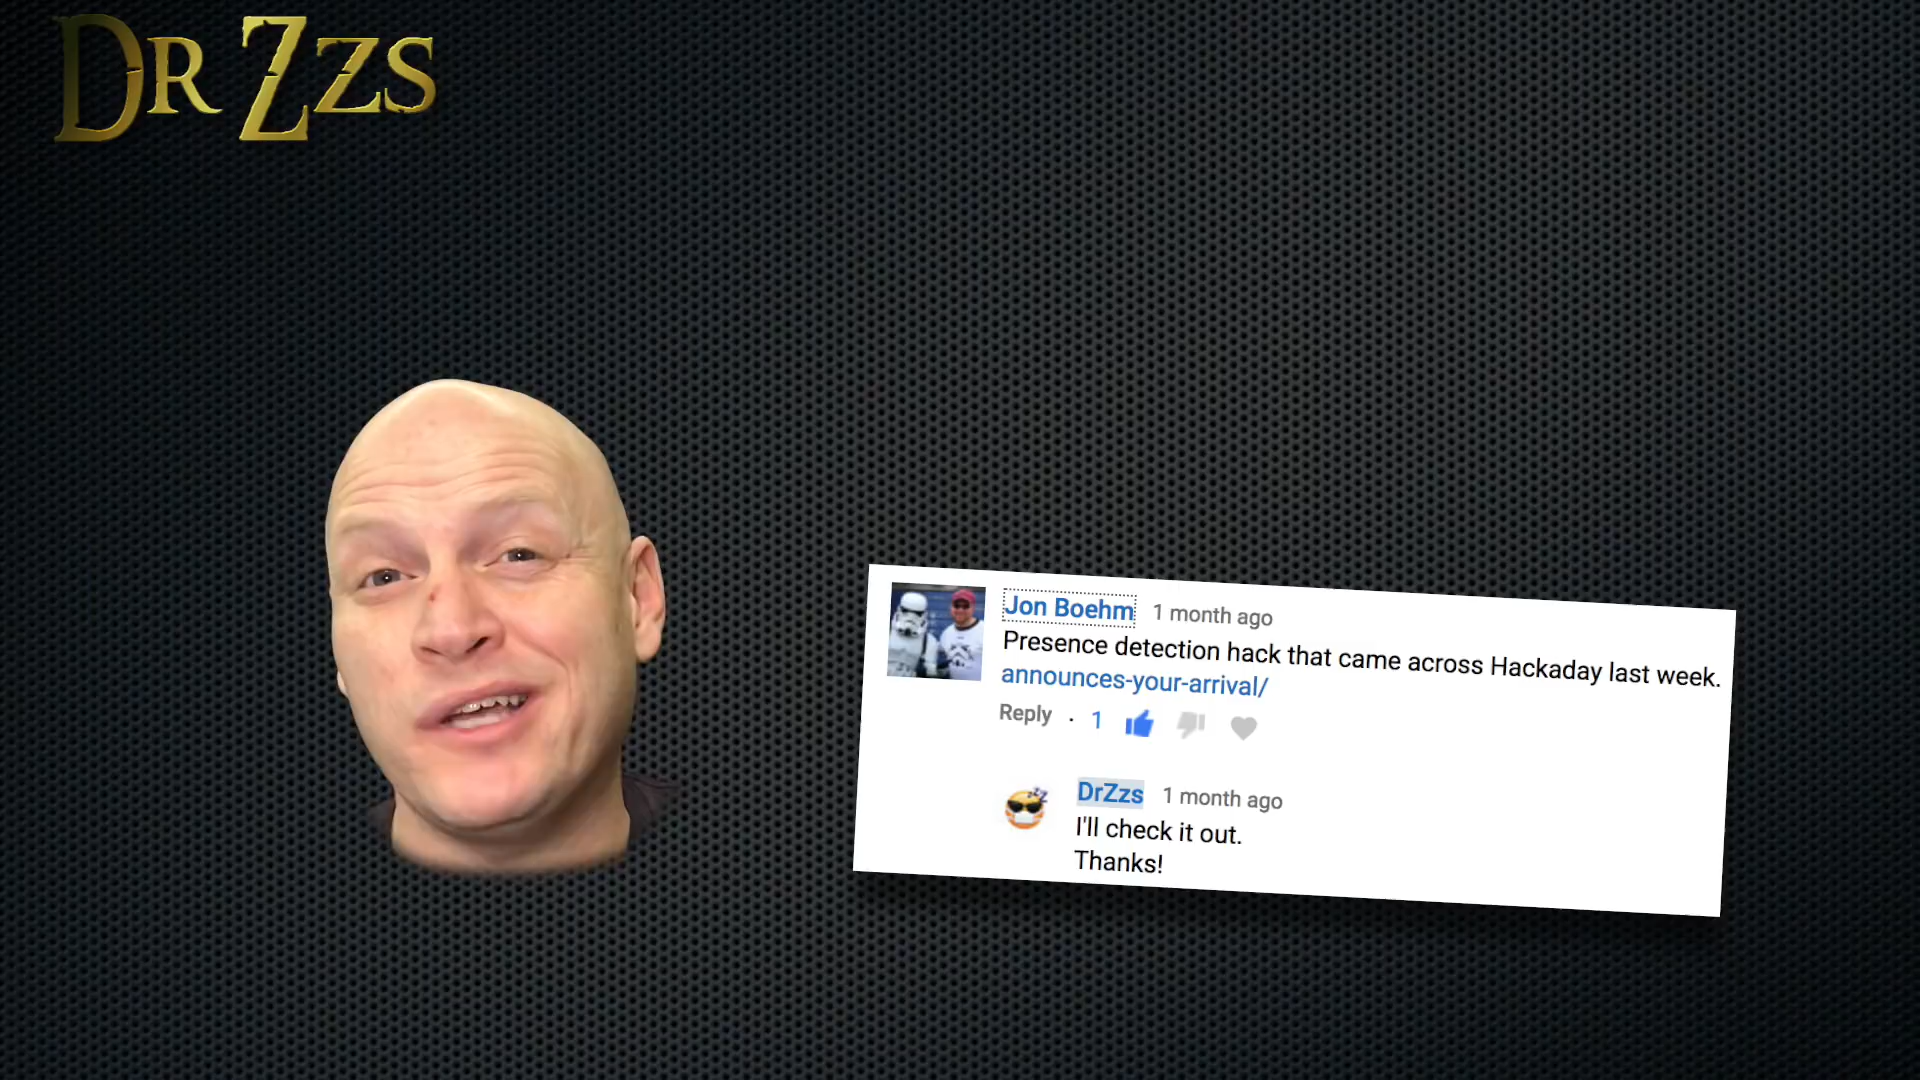 DR ZZS
Jon Boehm 1 month ago
Presence detection hack that came across Hackaday last week.
announces-your-arrival/
Reply · 1
DrZzs 1 month ago
I'll check it out.
Thanks!